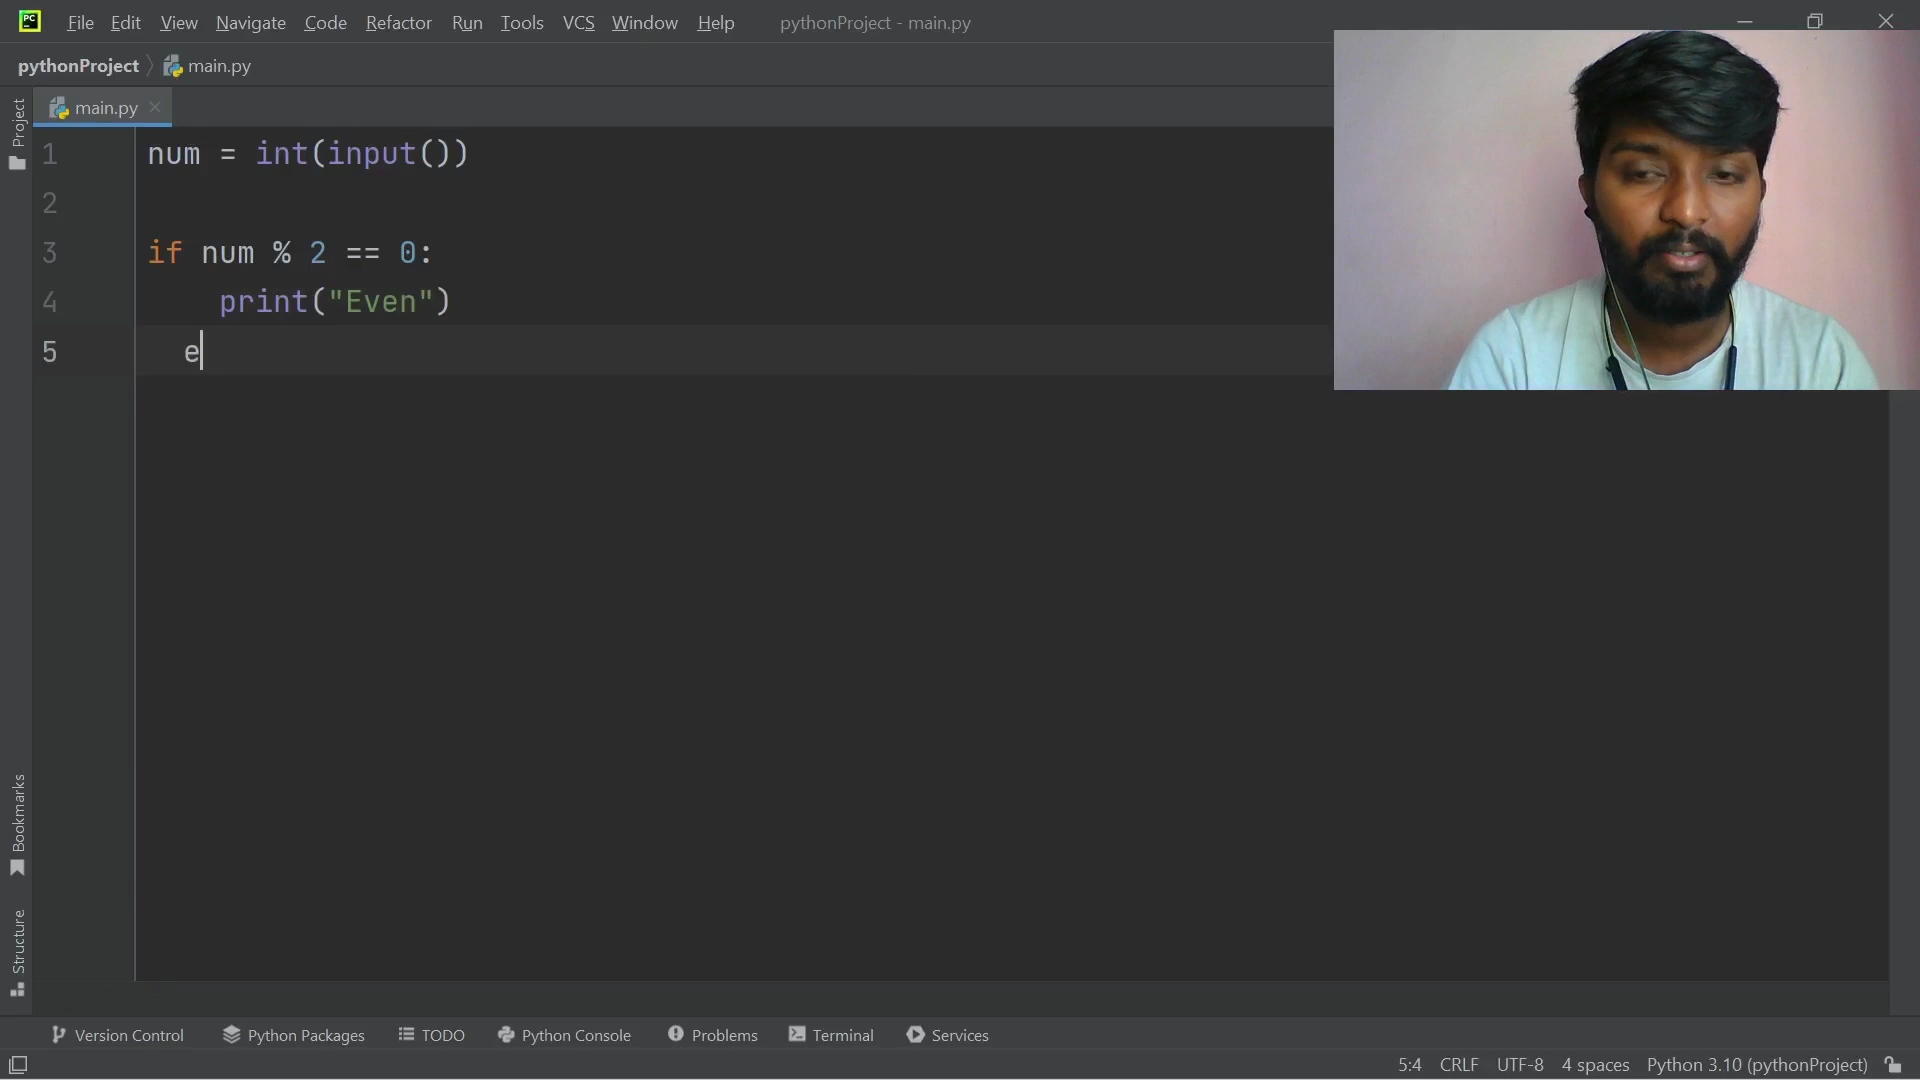 PC File Edit View Navigate Code Refactor Run Tools VCS Window Help pythonProject - main.py
pythonProject main.py
Project
main.py
1 num = int(input())
2
3 if num % 2 == 0:
4     print("Even")
5   e
Bookmarks
Structure
Version Control Python Packages TODO Python Console Problems Terminal Services
5:4 CRLF UTF-8 4 spaces Python 3.10 (pythonProject)